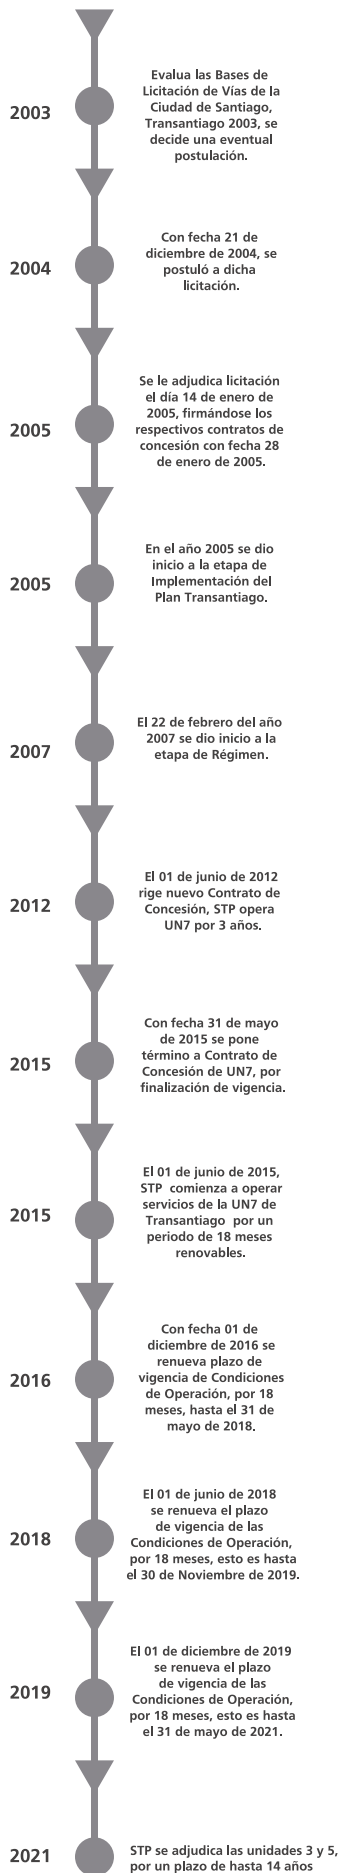 2003
Evalua las Bases de
Licitación de Vías de la
Ciudad de Santiago,
Transantiago 2003, se
decide una eventual
postulación.
2004
Con fecha 21 de
diciembre de 2004, se
postuló a dicha
licitación.
2005
Se le adjudica licitación
el día 14 de enero de
2005, firmándose los
respectivos contratos de
concesión con fecha 28
de enero de 2005.
2005
En el año 2005 se dio
inicio a la etapa de
Implementación del
Plan Transantiago.
2007
El 22 de febrero del año
2007 se dio inicio a la
etapa de Régimen.
2012
El 01 de junio de 2012
rige nuevo Contrato de
Concesión, STP opera
UN7 por 3 años.
2015
Con fecha 31 de mayo
de 2015 se pone
término a Contrato de
Concesión de UN7, por
finalización de vigencia.
2015
El 01 de junio de 2015,
STP comienza a operar
servicios de la UN7 de
Transantiago por un
periodo de 18 meses
renovables.
2016
Con fecha 01 de
diciembre de 2016 se
renueva plazo de
vigencia de Condiciones
de Operación, por 18
meses, hasta el 31 de
mayo de 2018.
2018
El 01 de junio de 2018
se renueva el plazo
de vigencia de las
Condiciones de Operación,
por 18 meses, esto es hasta
el 30 de Noviembre de 2019.
2019
El 01 de diciembre de 2019
se renueva el plazo
de vigencia de las
Condiciones de Operación,
por 18 meses, esto es hasta
el 31 de mayo de 2021.
2021
STP se adjudica las unidades 3 y 5,
por un plazo de hasta 14 años